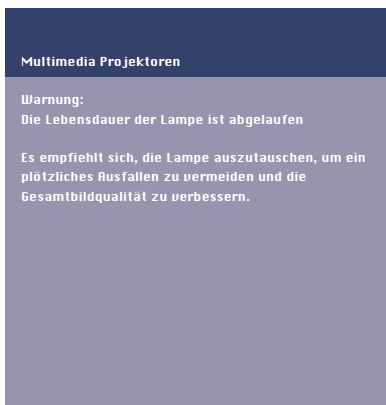 Multimedia Projektoren
Warnung:
Die Lebensdauer der Lampe ist abgelaufen
Es empfiehlt sich, die Lampe auszutauschen, um ein
plötzliches Ausfallen zu vermeiden und die
Gesamtbildqualität zu verbessern.